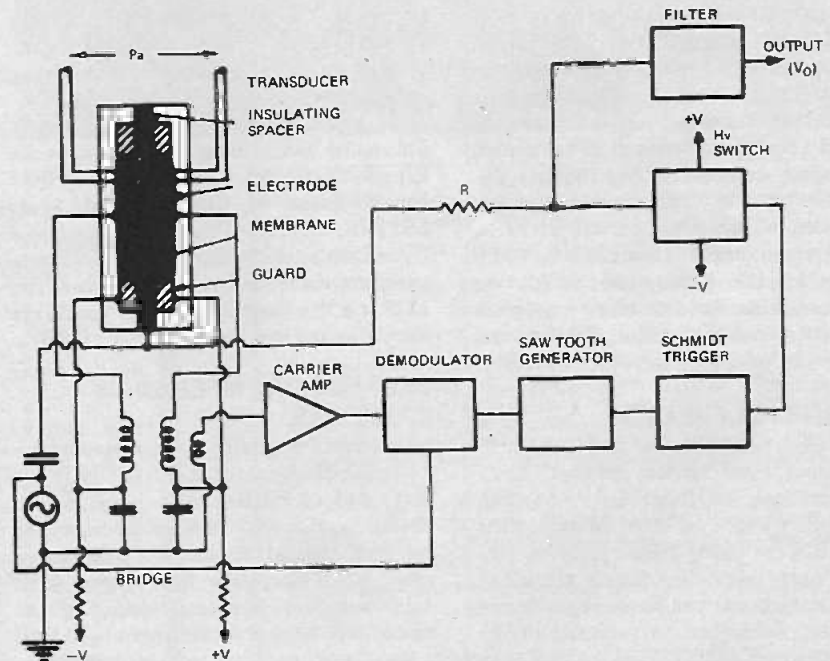 Pa
TRANSDUCER
INSULATING
SPACER
ELECTRODE
MEMBRANE
GUARD
R
FILTER
OUTPUT
(VO)
+V
Hv
SWITCH
-V
CARRIER
AMP
DEMODULATOR
SAW TOOTH
GENERATOR
SCHMIDT
TRIGGER
BRIDGE
-V
+V